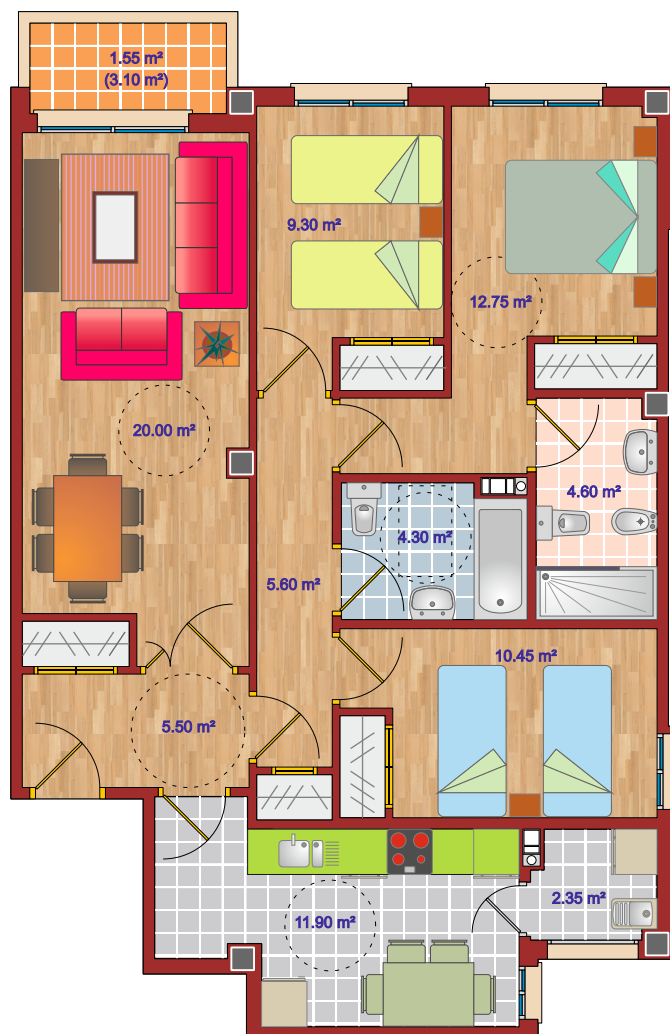 1.55 m²
(3.10 m²)
9.30 m²
12.75 m²
20.00 m²
4.60 m²
4.30 m²
5.60 m²
10.45 m²
5.50 m²
2.35 m²
11.90 m²